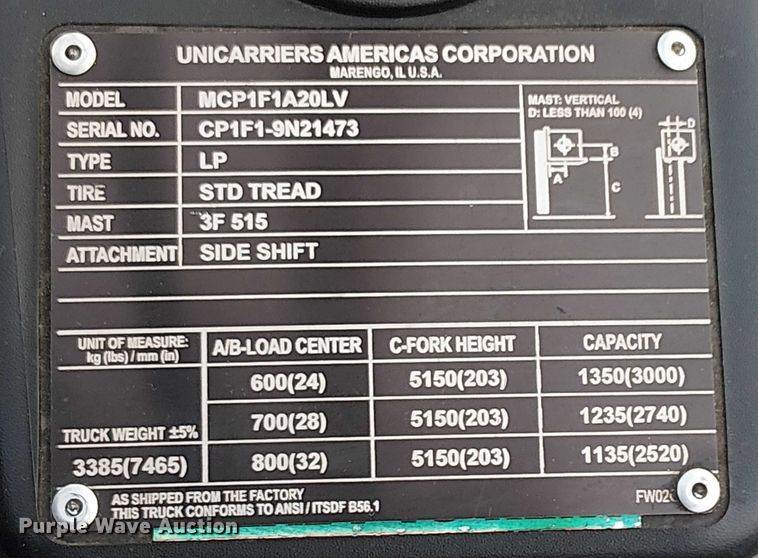 UNICARRIERS AMERICAS CORPORATION
MARENGO, IL U.S.A.
MODEL MCP1F1A20LV
SERIAL NO. CP1F1-9N21473
TYPE LP
TIRE STD TREAD
MAST 3F 515
ATTACHMENT SIDE SHIFT
MAST: VERTICAL
D: LESS THAN 100 (4)
D
B
A
C
UNIT OF MEASURE: A/B-LOAD CENTER C-FORK HEIGHT CAPACITY
kg (lbs) / mm (in)
600(24) 5150(203) 1350(3000)
700(28) 5150(203) 1235(2740)
TRUCK WEIGHT ±5%
3385(7465) 800(32) 5150(203) 1135(2520)
AS SHIPPED FROM THE FACTORY
THIS TRUCK CONFORMS TO ANSI / ITSDF B56.1
Purple Wave Auction